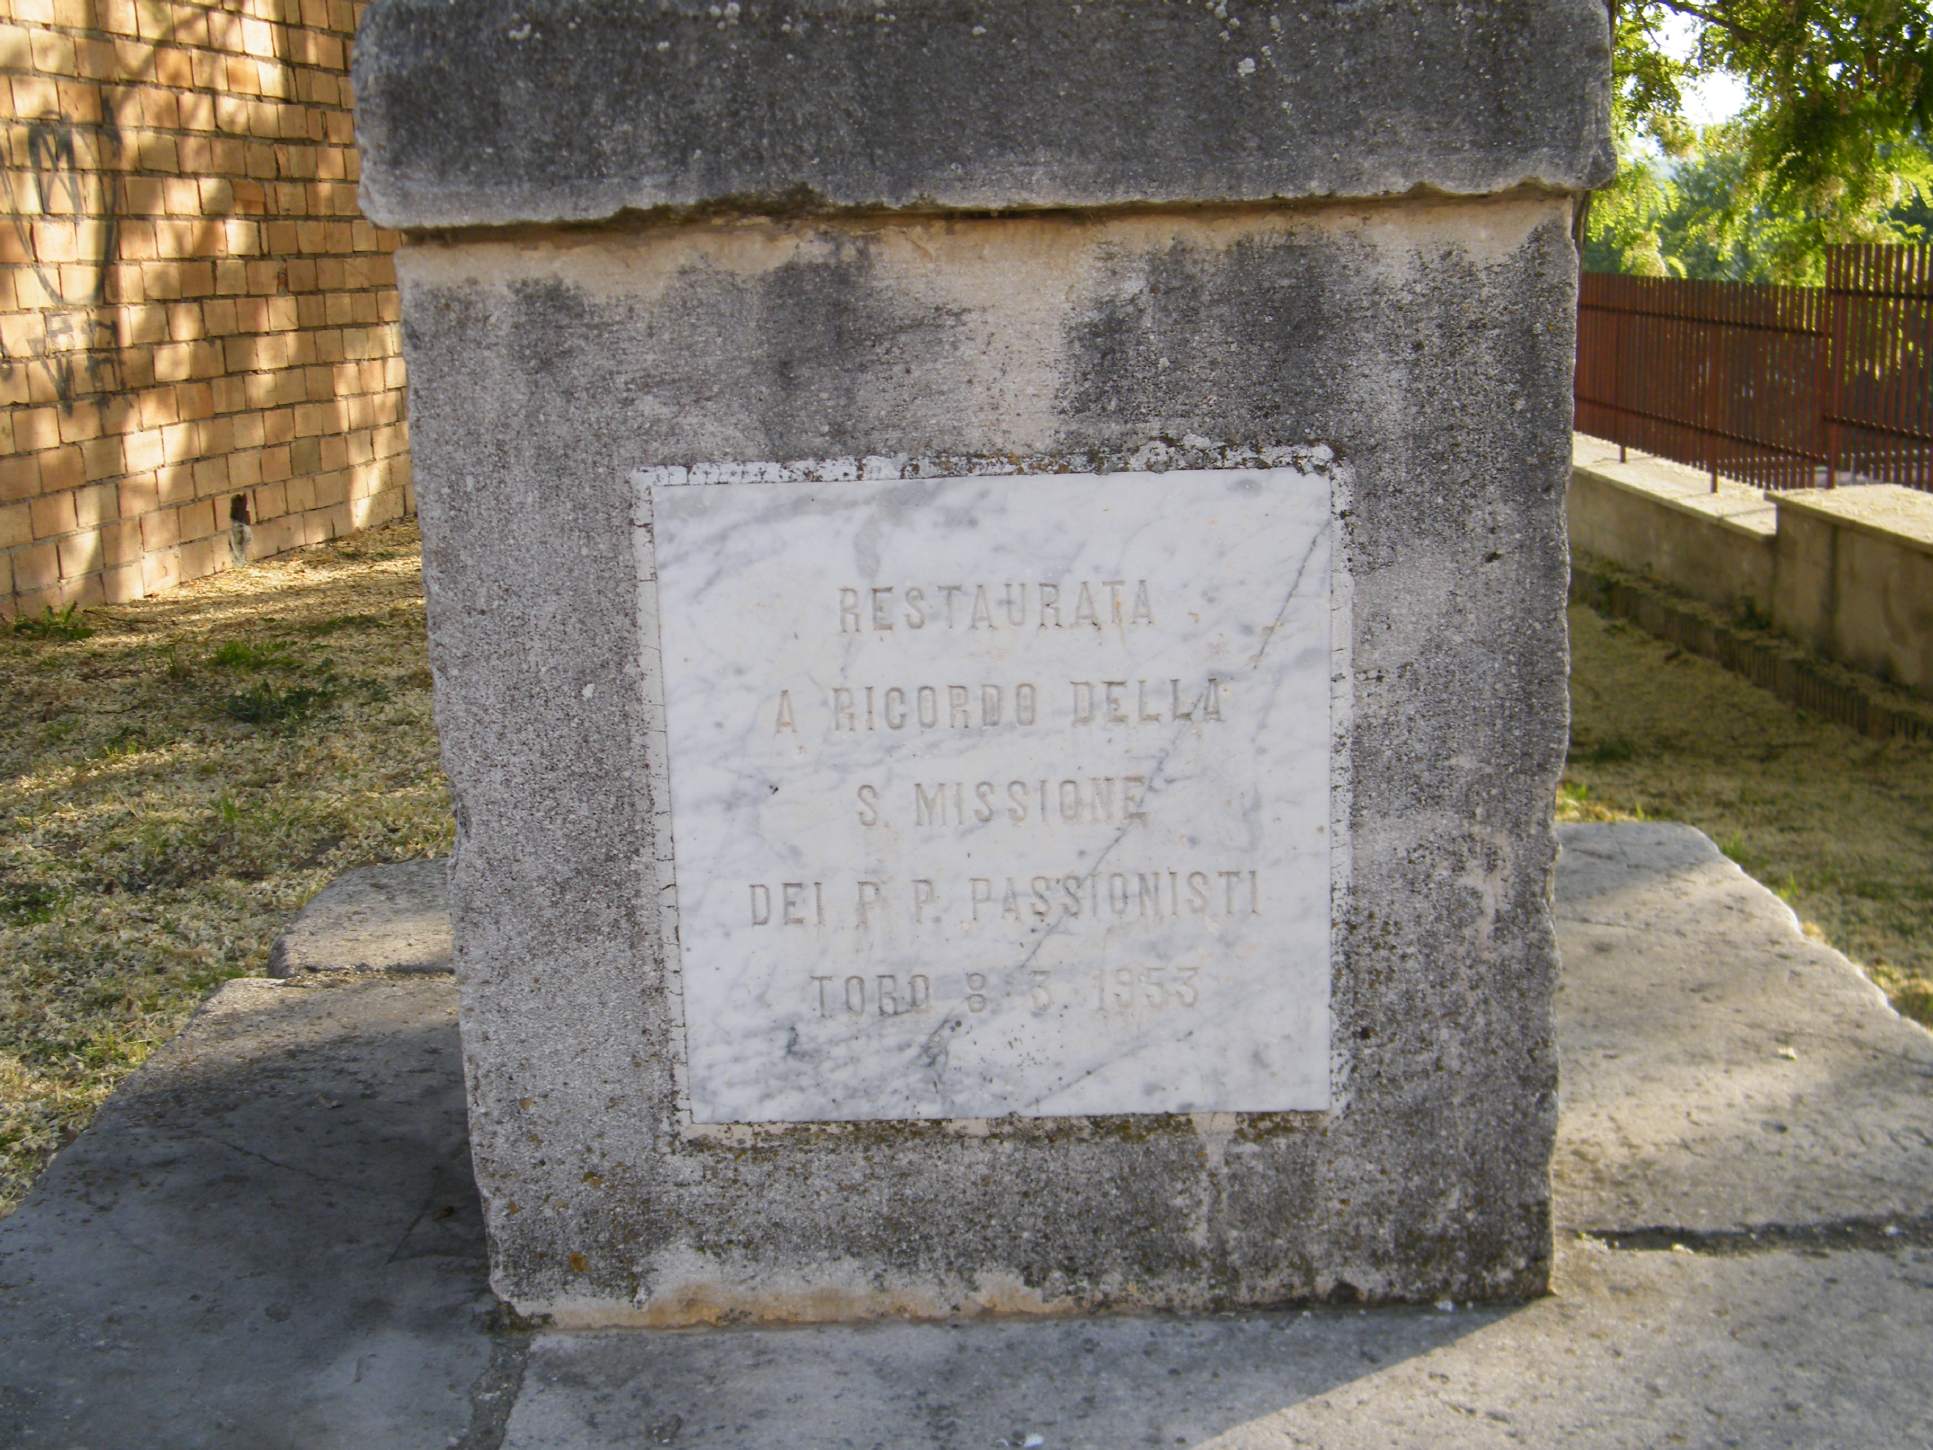 RESTAURATA
A RICORDO DELLA
S. MISSIONE
DEI P. P. PASSIONISTI
TORO 8 3 1953